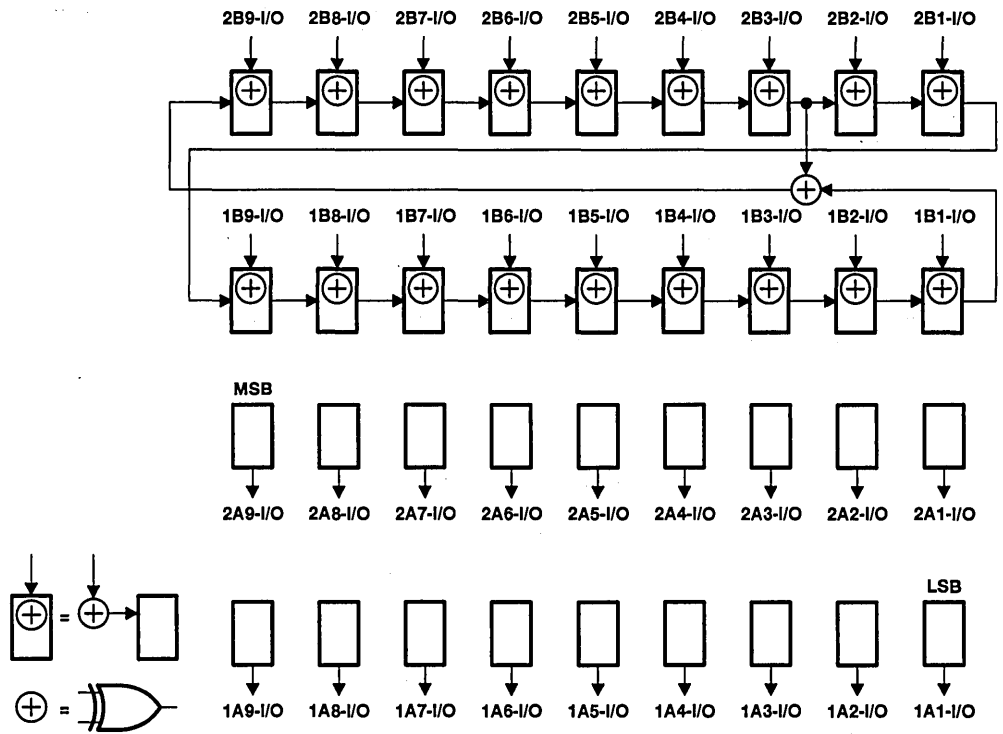 2B9-I/O 2B8-I/O 2B7-I/O 2B6-I/O 2B5-I/O 2B4-I/O 2B3-I/O 2B2-I/O 2B1-I/O
1B9-I/O 1B8-I/O 1B7-I/O 1B6-I/O 1B5-I/O 1B4-I/O 1B3-I/O 1B2-I/O 1B1-I/O
MSB
2A9-I/O 2A8-I/O 2A7-I/O 2A6-I/O 2A5-I/O 2A4-I/O 2A3-I/O 2A2-I/O 2A1-I/O
LSB
=
=
1A9-I/O 1A8-I/O 1A7-I/O 1A6-I/O 1A5-I/O 1A4-I/O 1A3-I/O 1A2-I/O 1A1-I/O